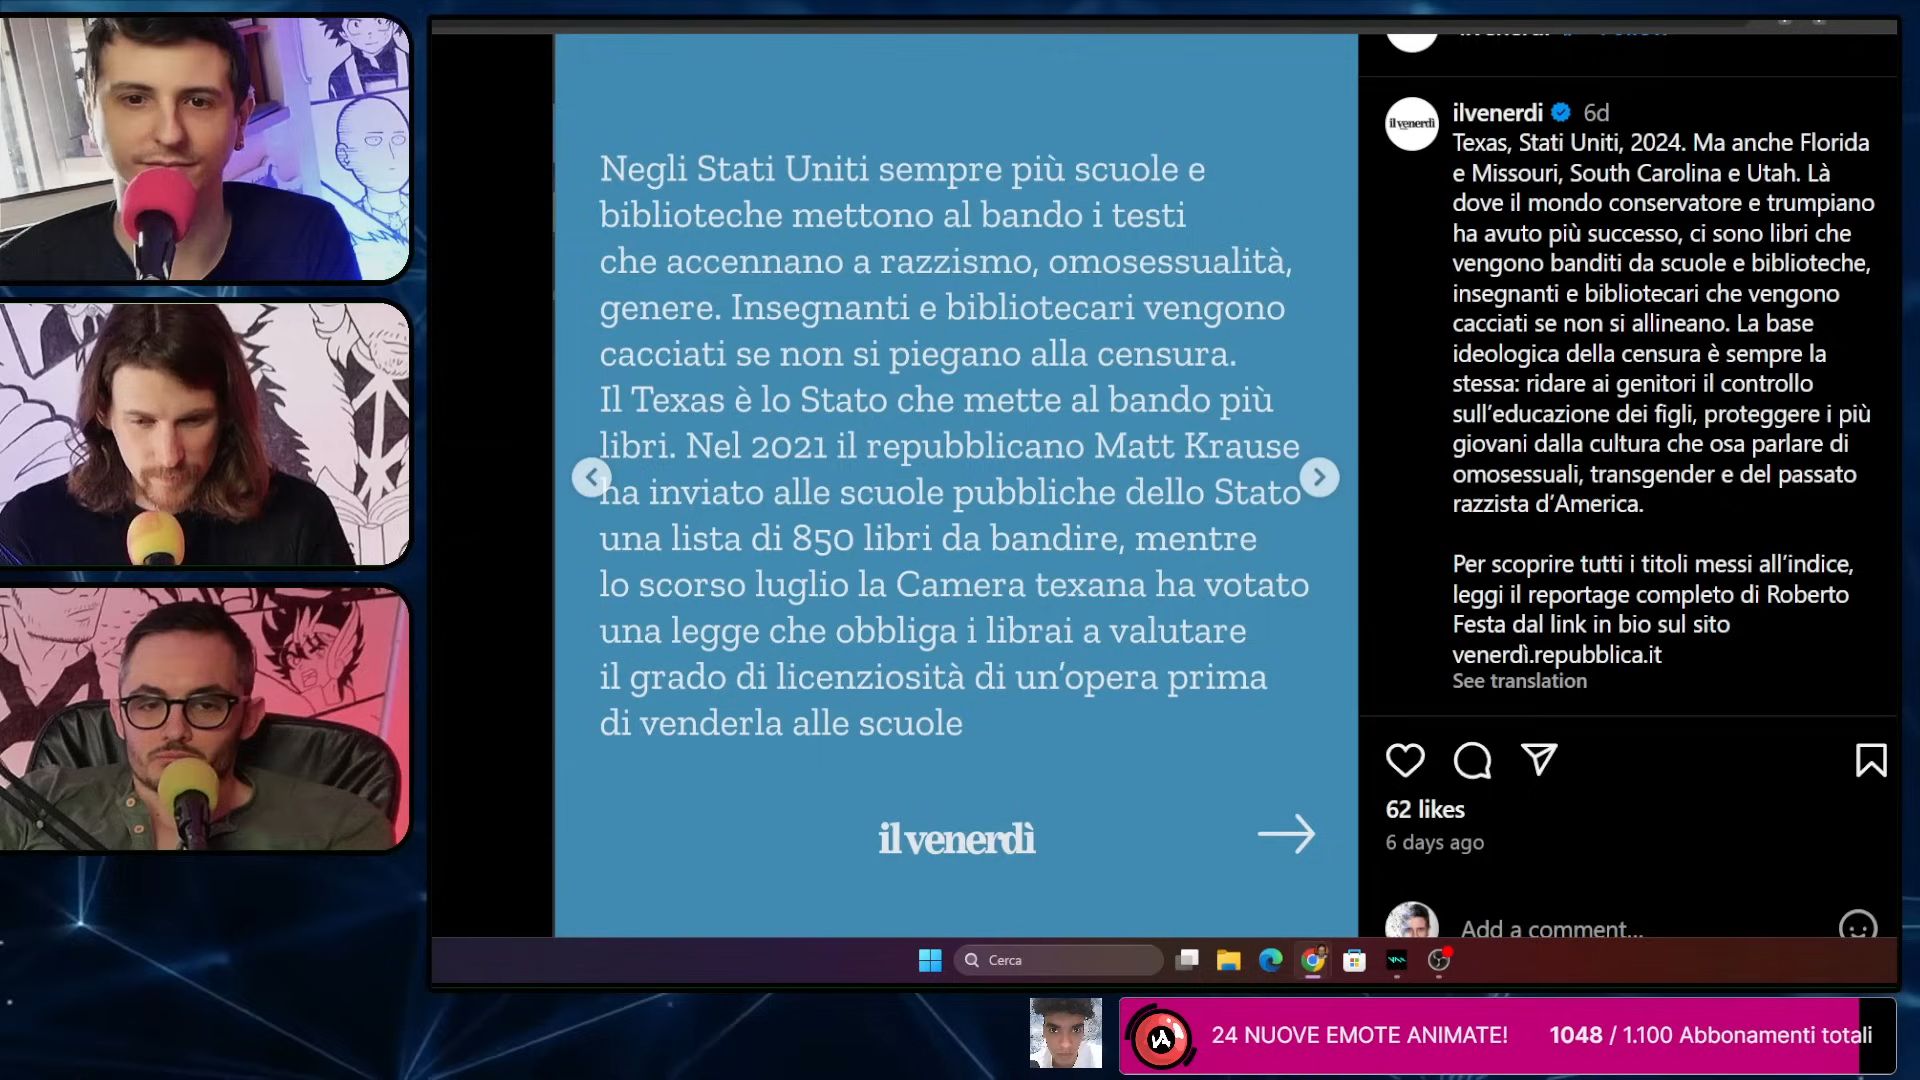 Negli Stati Uniti sempre più scuole e
biblioteche mettono al bando i testi
che accennano a razzismo, omosessualità,
genere. Insegnanti e bibliotecari vengono
cacciati se non si piegano alla censura.
Il Texas è lo Stato che mette al bando più
libri. Nel 2021 il repubblicano Matt Krause
ha inviato alle scuole pubbliche dello Stato
una lista di 850 libri da bandire, mentre
lo scorso luglio la Camera texana ha votato
una legge che obbliga i librai a valutare
il grado di licenziosità di un'opera prima
di venderla alle scuole
il venerdì
il venerdì
ilvenerdi 6d
Texas, Stati Uniti, 2024. Ma anche Florida
e Missouri, South Carolina e Utah. Là
dove il mondo conservatore e trumpiano
ha avuto più successo, ci sono libri che
vengono banditi da scuole e biblioteche,
insegnanti e bibliotecari che vengono
cacciati se non si allineano. La base
ideologica della censura è sempre la
stessa: ridare ai genitori il controllo
sull'educazione dei figli, proteggere i più
giovani dalla cultura che osa parlare di
omosessuali, transgender e del passato
razzista d'America.
Per scoprire tutti i titoli messi all'indice,
leggi il reportage completo di Roberto
Festa dal link in bio sul sito
venerdì.repubblica.it
See translation
62 likes
6 days ago
Add a comment...
Cerca
24 NUOVE EMOTE ANIMATE! 1048 / 1.100 Abbonamenti totali